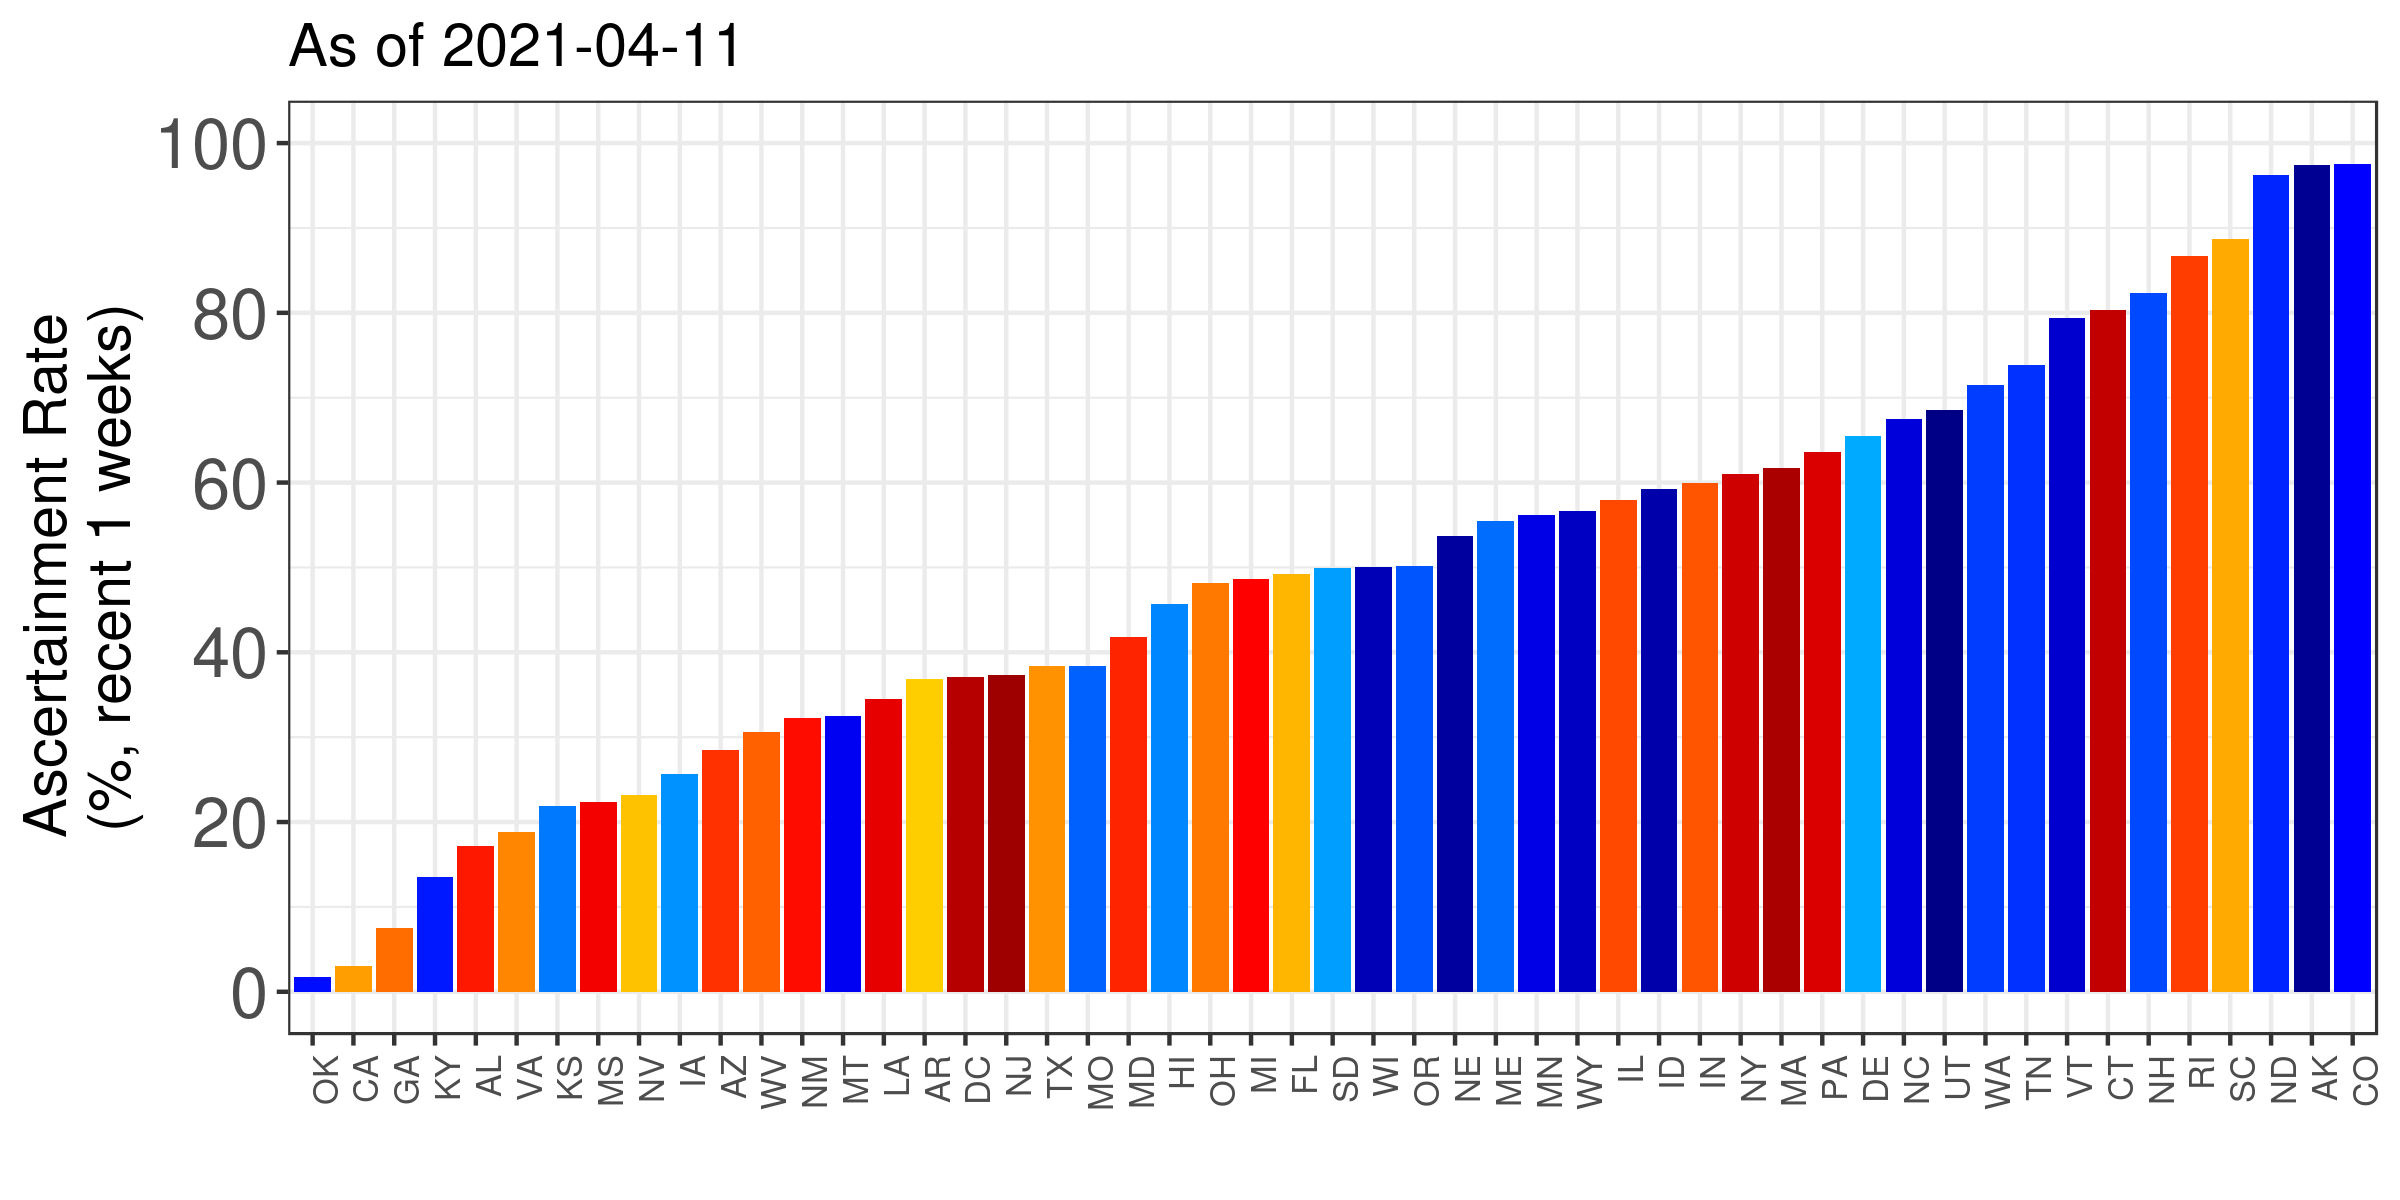 As of 2021-04-11
Ascertainment Rate
(%, recent 1 weeks)
100
80
60
40
20
0
OK
CA
GA
KY
AL
VA
KS
MS
NV
IA
AZ
WV
NM
MT
LA
AR
DC
NJ
TX
MO
MD
HI
OH
MI
FL
SD
WI
OR
NE
ME
MN
WY
IL
ID
IN
NY
MA
PA
DE
NC
UT
WA
TN
VT
CT
NH
RI
SC
ND
AK
CO